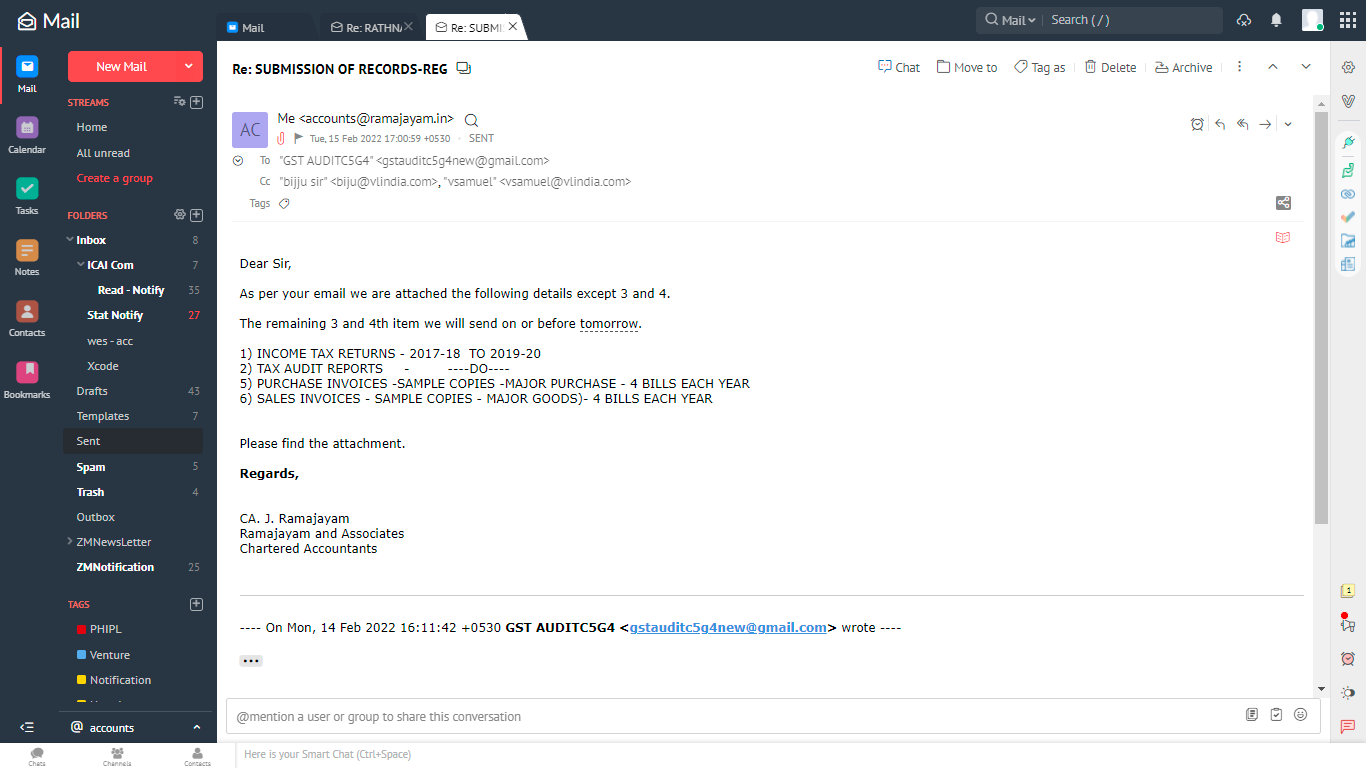 Mail
Mail
Re: RATHN
Re: SUBMI
Mail
Search ( / )
Mail
Calendar
Tasks
Notes
Contacts
Bookmarks
New Mail
STREAMS
Home
All unread
Create a group
FOLDERS
Inbox 8
ICAI Com 7
Read - Notify 35
Stat Notify 27
wes - acc
Xcode
Drafts 43
Templates 7
Sent
Spam 5
Trash 4
Outbox
ZMNewsLetter
ZMNotification 25
TAGS
PHIPL
Venture
Notification
@ accounts
Re: SUBMISSION OF RECORDS-REG
Chat Move to Tag as Delete Archive
AC
Me <accounts@ramajayam.in>
Tue, 15 Feb 2022 17:00:59 +0530 · SENT
To "GST AUDITC5G4" <gstauditc5g4new@gmail.com>
Cc "bijju sir" <biju@vlindia.com>, "vsamuel" <vsamuel@vlindia.com>
Tags
Dear Sir,
As per your email we are attached the following details except 3 and 4.
The remaining 3 and 4th item we will send on or before tomorrow.
1) INCOME TAX RETURNS - 2017-18 TO 2019-20
2) TAX AUDIT REPORTS - ----DO----
5) PURCHASE INVOICES -SAMPLE COPIES -MAJOR PURCHASE - 4 BILLS EACH YEAR
6) SALES INVOICES - SAMPLE COPIES - MAJOR GOODS)- 4 BILLS EACH YEAR
Please find the attachment.
Regards,
CA. J. Ramajayam
Ramajayam and Associates
Chartered Accountants
---- On Mon, 14 Feb 2022 16:11:42 +0530 GST AUDITC5G4 <gstauditc5g4new@gmail.com> wrote ----
@mention a user or group to share this conversation
1
Chats
Channels
Contacts
Here is your Smart Chat (Ctrl+Space)